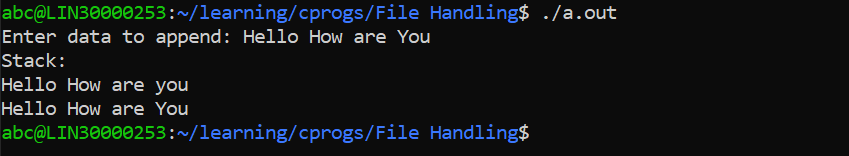 abc@LIN30000253:~/learning/cprogs/File Handling$ ./a.out
Enter data to append: Hello How are You
Stack:
Hello How are you
Hello How are You
abc@LIN30000253:~/learning/cprogs/File Handling$